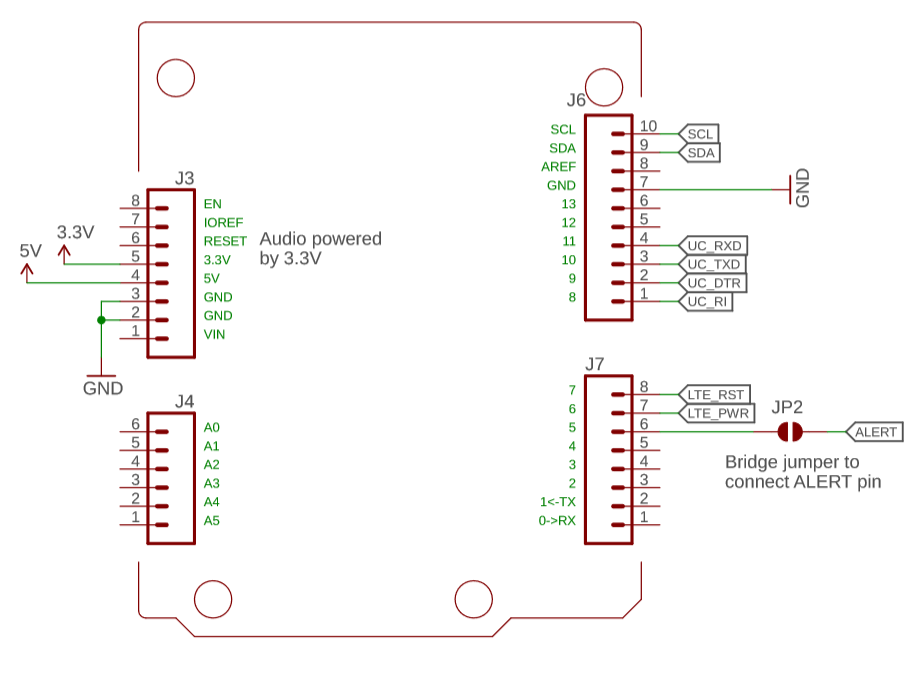 J3
8 EN
7 IOREF
6 RESET
5 3.3V
4 5V
3 GND
2 GND
1 VIN
3.3V
5V
GND
Audio powered
by 3.3V
J4
6 A0
5 A1
4 A2
3 A3
2 A4
1 A5
J6
SCL 10 SCL
SDA 9 SDA
AREF 8
GND 7 GND
13 6
12 5
11 4 UC_RXD
10 3 UC_TXD
9 2 UC_DTR
8 1 UC_RI
J7
7 8 LTE_RST
6 7 LTE_PWR
JP2
5 6 ALERT
4 5
3 4
2 3
1<-TX 2
0->RX 1
Bridge jumper to
connect ALERT pin